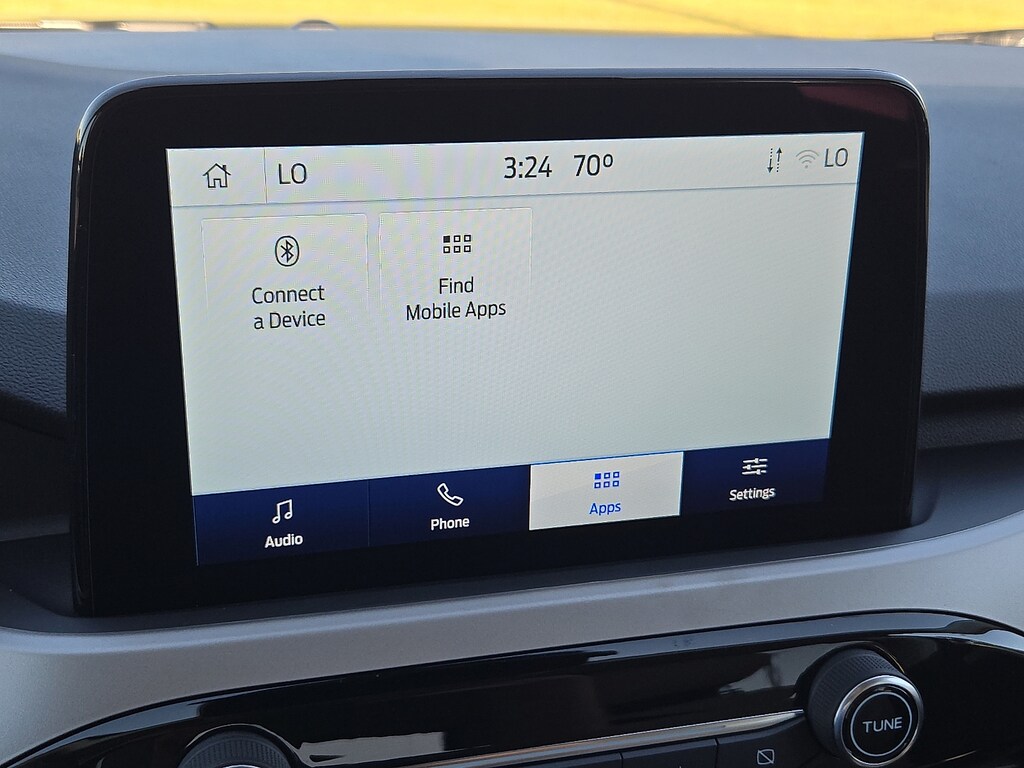 LO 3:24 70° LO
Connect
a Device
Find
Mobile Apps
Audio
Phone
Apps
Settings
TUNE